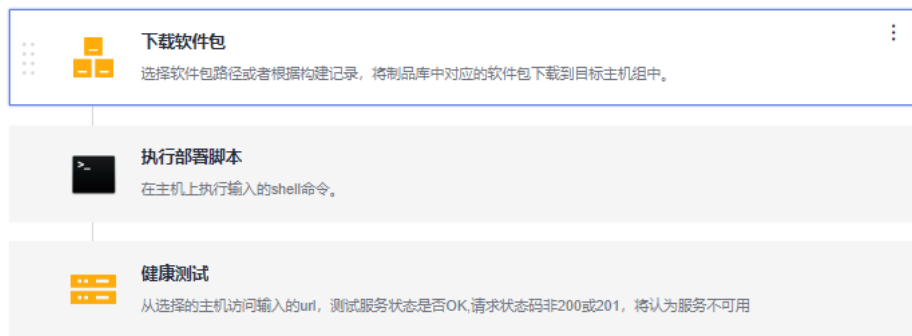 下载软件包
选择软件包路径或者根据构建记录，将制品库中对应的软件包下载到目标主机组中。
>_
执行部署脚本
在主机上执行输入的shell命令。
健康测试
从选择的主机访问输入的url，测试服务状态是否OK,请求状态码非200或201，将认为服务不可用